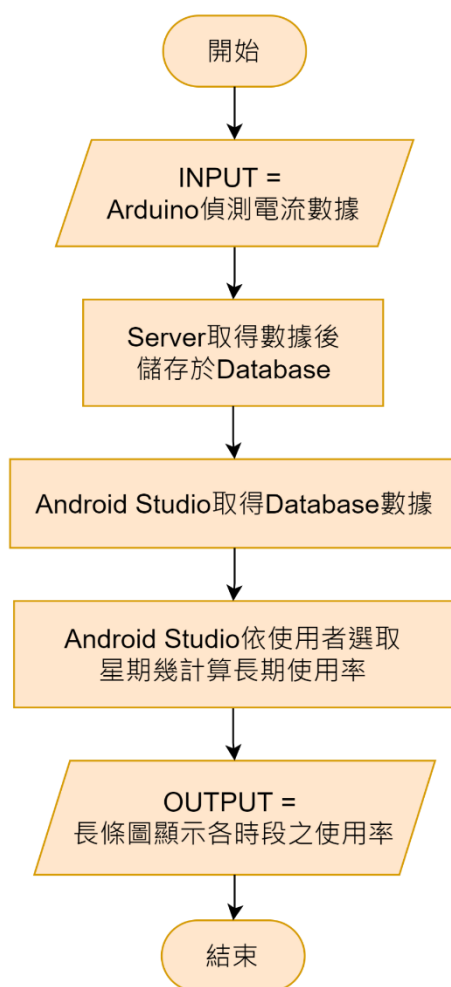 開始
INPUT =
Arduino偵測電流數據
Server取得數據後
儲存於Database
Android Studio取得Database數據
Android Studio依使用者選取
星期幾計算長期使用率
OUTPUT =
長條圖顯示各時段之使用率
結束